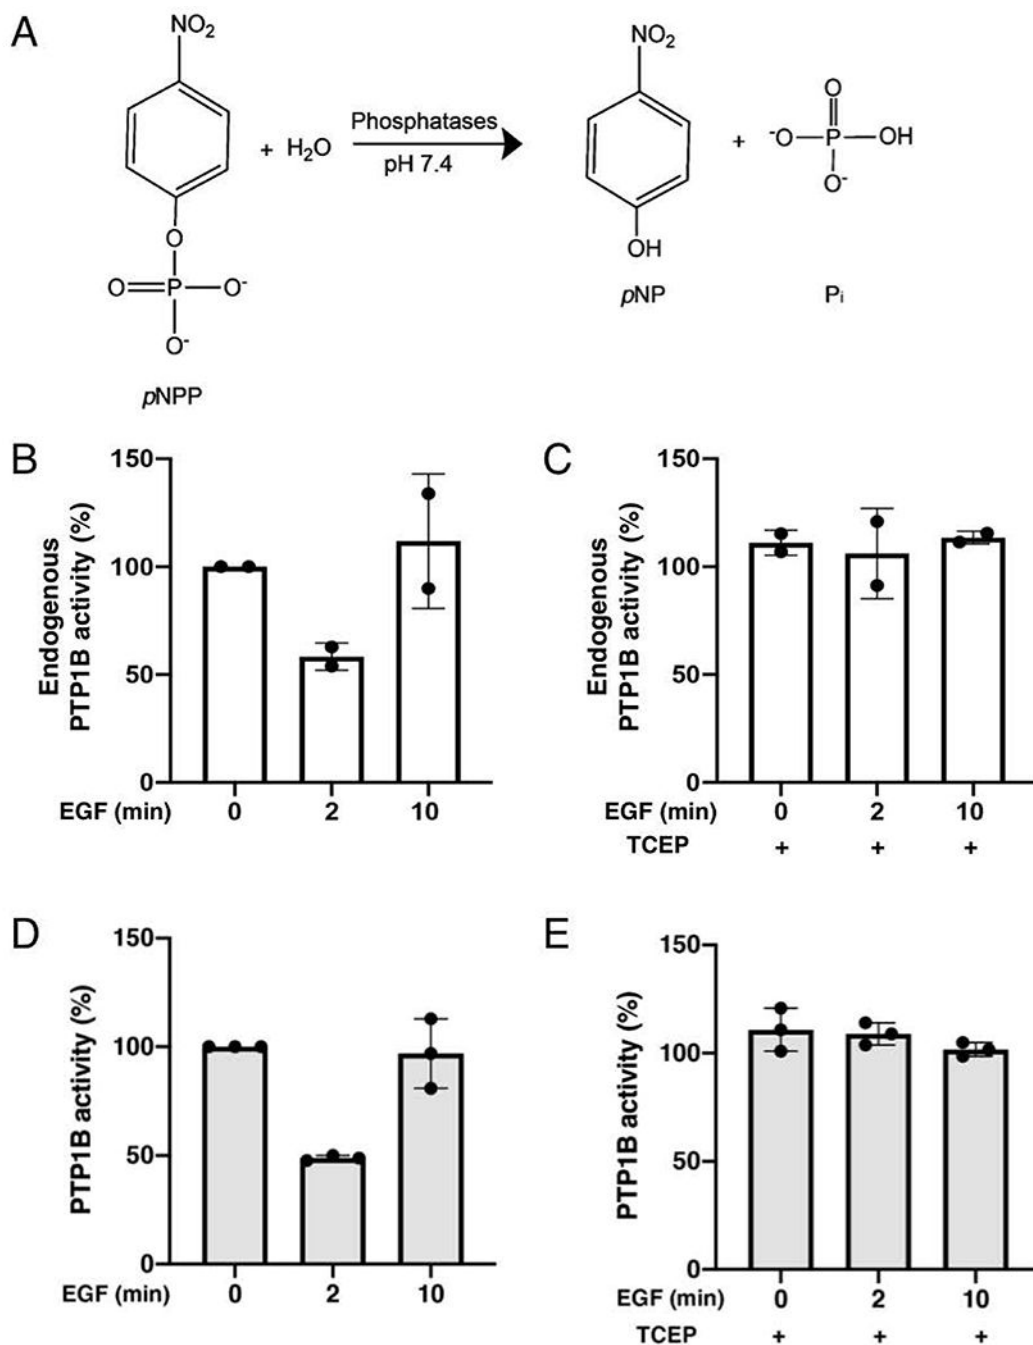 A
NO₂
+ H₂O
Phosphatases
pH 7.4
O
O P O⁻
O⁻
pNPP
NO₂
OH
pNP
+
O
⁻O P OH
O⁻
Pᵢ
B
Endogenous
PTP1B activity (%)
150
100
50
0
EGF (min) 0 2 10
C
Endogenous
PTP1B activity (%)
150
100
50
0
EGF (min) 0 2 10
TCEP + + +
D
PTP1B activity (%)
150
100
50
0
EGF (min) 0 2 10
E
PTP1B activity (%)
150
100
50
0
EGF (min) 0 2 10
TCEP + + +